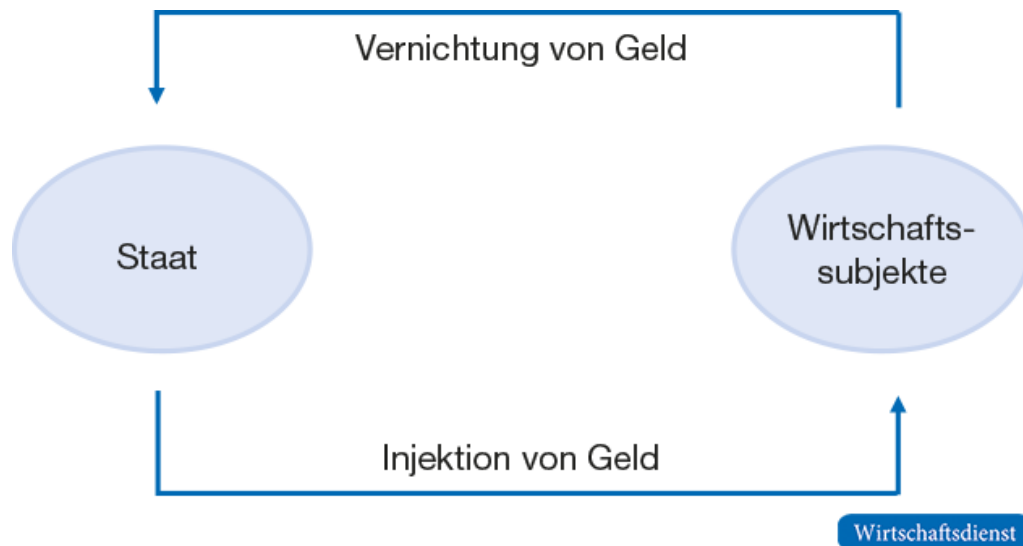 Vernichtung von Geld
Staat
Wirtschafts-
subjekte
Injektion von Geld
Wirtschaftsdienst